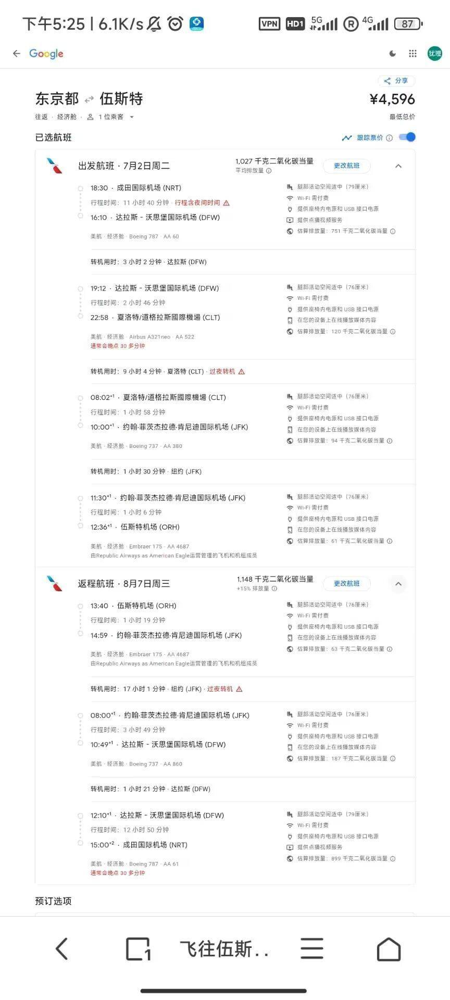 下午5:25 | 6.1K/s VPN HD1 5G R 4G 87
Google 犹璒
分享
东京都 伍斯特 ¥4,596
往返 · 经济舱 · 1 位乘客 最低总价
已选航班 跟踪票价
出发航班 · 7月2日周二 1,027 千克二氧化碳当量 更改航班
平均排放量
18:30 · 成田国际机场 (NRT) 腿部活动空间适中（79厘米）
行程时间：11 小时 40 分钟 · 行程含夜间时间 Wi-Fi 需付费
16:10 · 达拉斯 - 沃思堡国际机场 (DFW) 提供座椅内电源和 USB 接口电源
提供点播视频服务
美航 · 经济舱 · Boeing 787 · AA 60 估算排放量：751 千克二氧化碳当量
转机用时：3 小时 2 分钟 · 达拉斯 (DFW)
19:12 · 达拉斯 - 沃思堡国际机场 (DFW) 腿部活动空间适中（76厘米）
行程时间：2 小时 46 分钟 Wi-Fi 需付费
22:58 · 夏洛特/道格拉斯國際機場 (CLT) 提供座椅内电源和 USB 接口电源
在您的设备上在线播放媒体内容
美航 · 经济舱 · Airbus A321neo · AA 522 估算排放量：120 千克二氧化碳当量
通常会晚点 30 多分钟
转机用时：9 小时 4 分钟 · 夏洛特 (CLT) · 过夜转机
08:02+1 · 夏洛特/道格拉斯國際機場 (CLT) 腿部活动空间适中（76厘米）
行程时间：1 小时 58 分钟 Wi-Fi 需付费
10:00+1 · 约翰·菲茨杰拉德·肯尼迪国际机场 (JFK) 提供座椅内电源和 USB 接口电源
在您的设备上在线播放媒体内容
美航 · 经济舱 · Boeing 737 · AA 380 估算排放量：94 千克二氧化碳当量
转机用时：1 小时 30 分钟 · 纽约 (JFK)
11:30+1 · 约翰·菲茨杰拉德·肯尼迪国际机场 (JFK) 腿部活动空间适中（76厘米）
行程时间：1 小时 6 分钟 Wi-Fi 需付费
12:36+1 · 伍斯特机场 (ORH) 提供座椅内电源和 USB 接口电源
在您的设备上在线播放媒体内容
美航 · 经济舱 · Embraer 175 · AA 4687 估算排放量：61 千克二氧化碳当量
由Republic Airways as American Eagle运营管理的飞机和机组成员
返程航班 · 8月7日周三 1,148 千克二氧化碳当量 更改航班
+15% 排放量
13:40 · 伍斯特机场 (ORH) 腿部活动空间适中（76厘米）
行程时间：1 小时 19 分钟 Wi-Fi 需付费
14:59 · 约翰·菲茨杰拉德·肯尼迪国际机场 (JFK) 提供座椅内电源和 USB 接口电源
在您的设备上在线播放媒体内容
美航 · 经济舱 · Embraer 175 · AA 4687 估算排放量：63 千克二氧化碳当量
由Republic Airways as American Eagle运营管理的飞机和机组成员
转机用时：17 小时 1 分钟 · 纽约 (JFK) · 过夜转机
08:00+1 · 约翰·菲茨杰拉德·肯尼迪国际机场 (JFK) 腿部活动空间适中（76厘米）
行程时间：3 小时 49 分钟 Wi-Fi 需付费
10:49+1 · 达拉斯 - 沃思堡国际机场 (DFW) 提供座椅内电源和 USB 接口电源
在您的设备上在线播放媒体内容
美航 · 经济舱 · Boeing 737 · AA 860 估算排放量：187 千克二氧化碳当量
转机用时：1 小时 21 分钟 · 达拉斯 (DFW)
12:10+1 · 达拉斯 - 沃思堡国际机场 (DFW) 腿部活动空间适中（79厘米）
行程时间：12 小时 50 分钟 Wi-Fi 需付费
15:00+2 · 成田国际机场 (NRT) 提供座椅内电源和 USB 接口电源
提供点播视频服务
美航 · 经济舱 · Boeing 787 · AA 61 估算排放量：899 千克二氧化碳当量
通常会晚点 30 多分钟
预订选项
1 飞往伍斯..